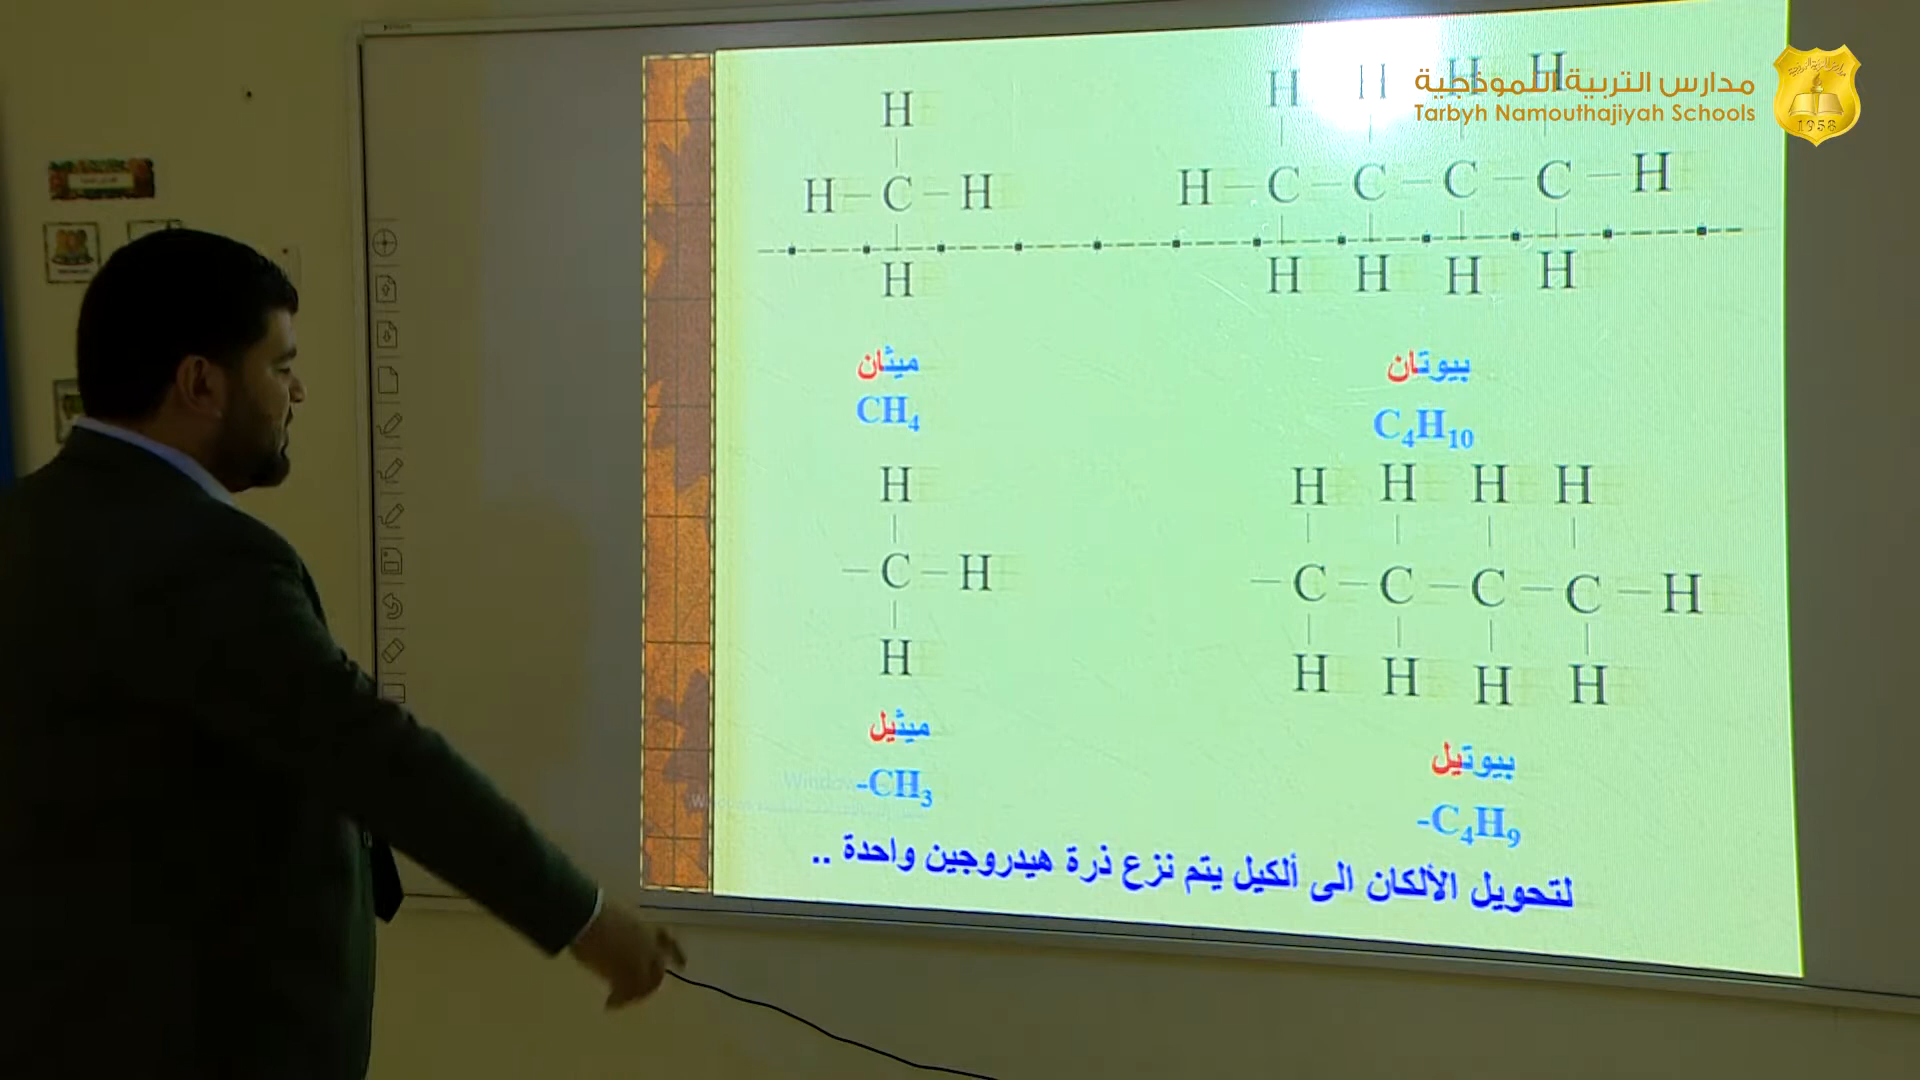 مدارس التربية النموذجية
Tarbyh Namouthajiyah Schools
1958
H
H H H H
H – C – H
H – C – C – C – C – H
H
H H H H
ميثان
بيوتان
CH₄
C₄H₁₀
H
H H H H
– C – H
– C – C – C – C – H
H
H H H H
ميثيل
بيوتيل
-CH₃
-C₄H₉
لتحويل الألكان الى ألكيل يتم نزع ذرة هيدروجين واحدة ..